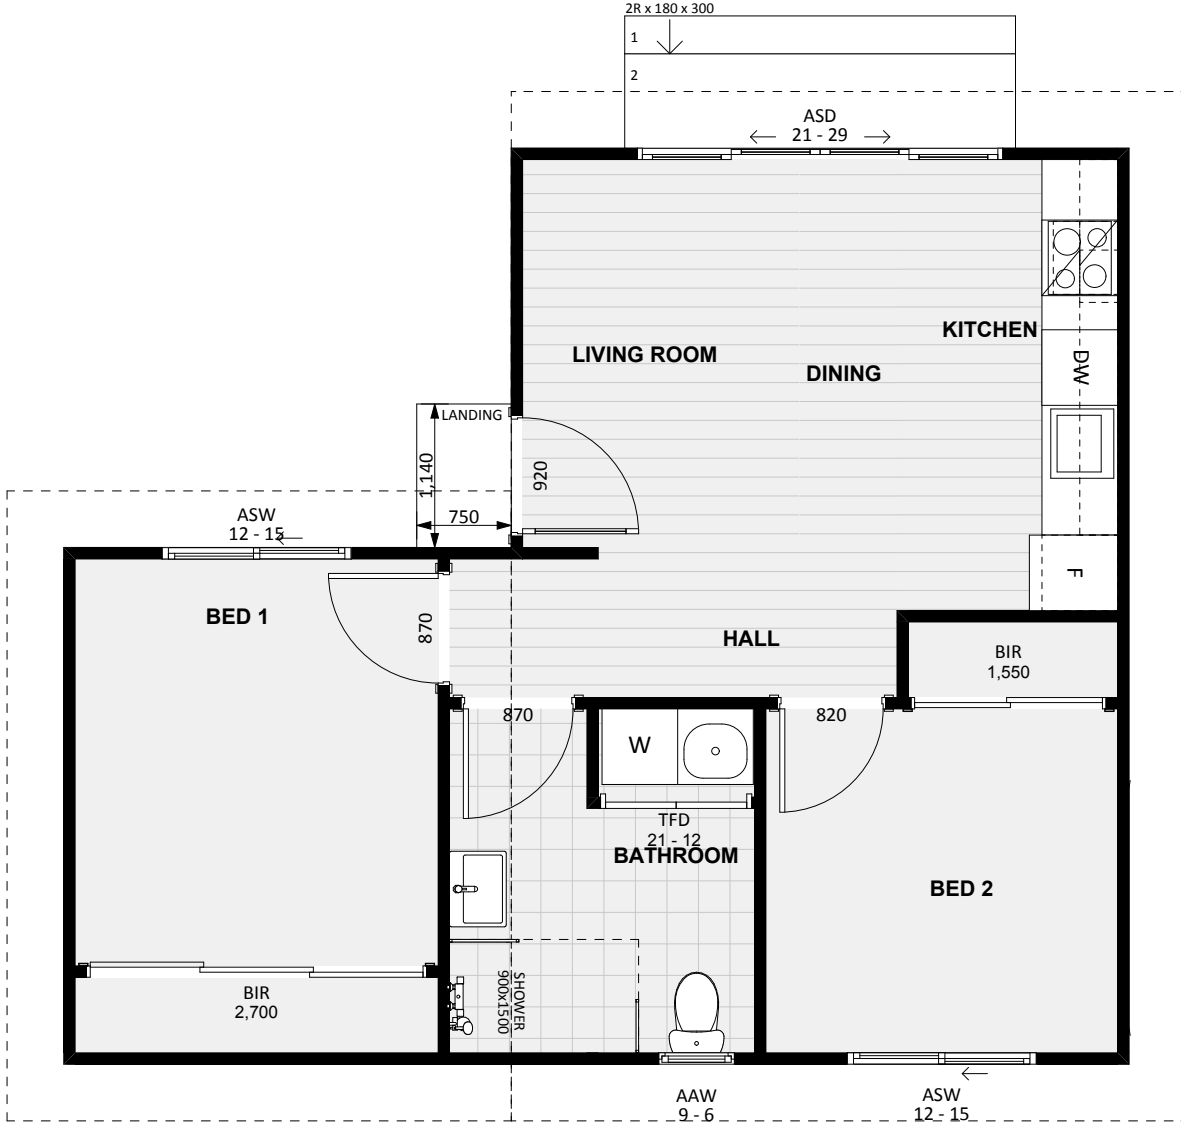 2R x 180 x 300
1
2
ASD
21 - 29
KITCHEN
LIVING ROOM
DINING
DW
LANDING
1,140
920
750
ASW
12 - 15
F
BED 1
870
HALL
BIR
1,550
870
820
W
TFD
21 - 12
BATHROOM
BED 2
SHOWER
900x1500
BIR
2,700
AAW
9 - 6
ASW
12 - 15